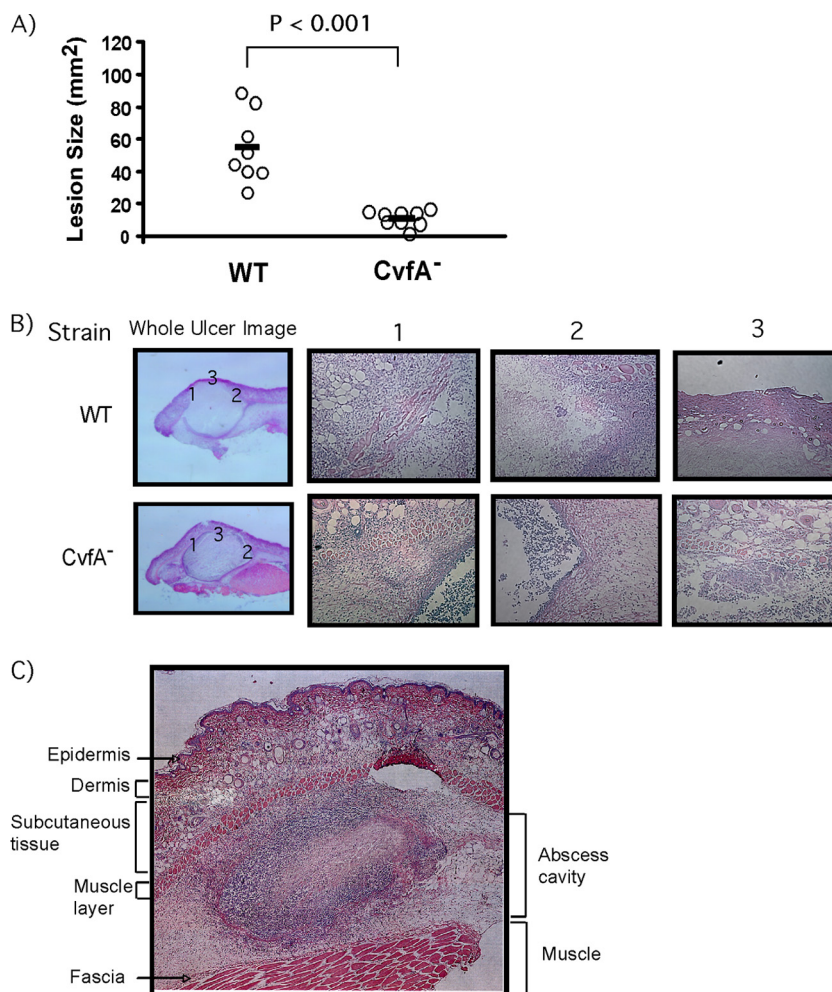 A)
P < 0.001
Lesion Size (mm²)
120
100
80
60
40
20
0
WT
CvfA⁻
B)
Strain
Whole Ulcer Image
1
2
3
WT
3
1
2
CvfA⁻
3
1
2
C)
Epidermis
Dermis
Subcutaneous
tissue
Muscle
layer
Fascia
Abscess
cavity
Muscle